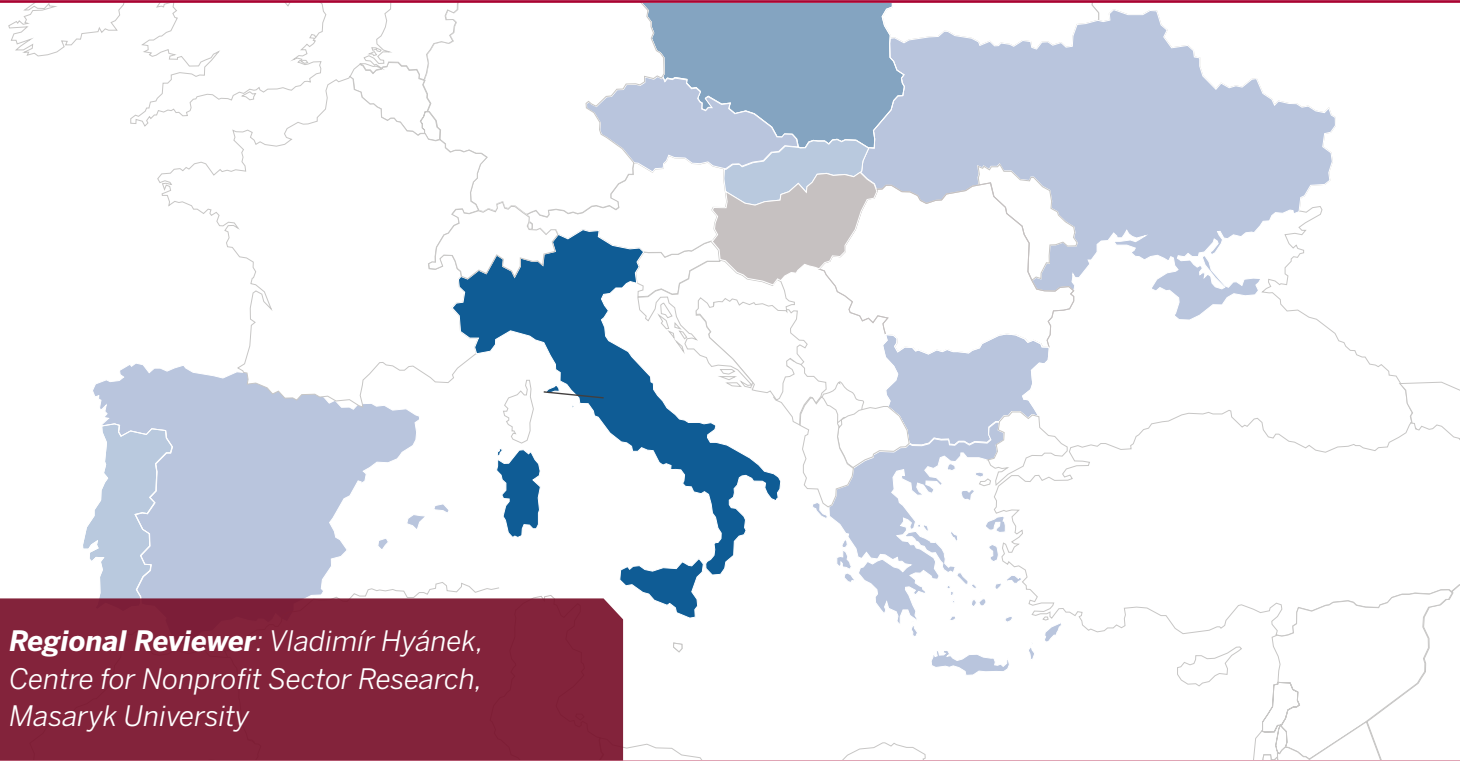 Regional Reviewer: Vladimír Hyánek,
Centre for Nonprofit Sector Research,
Masaryk University